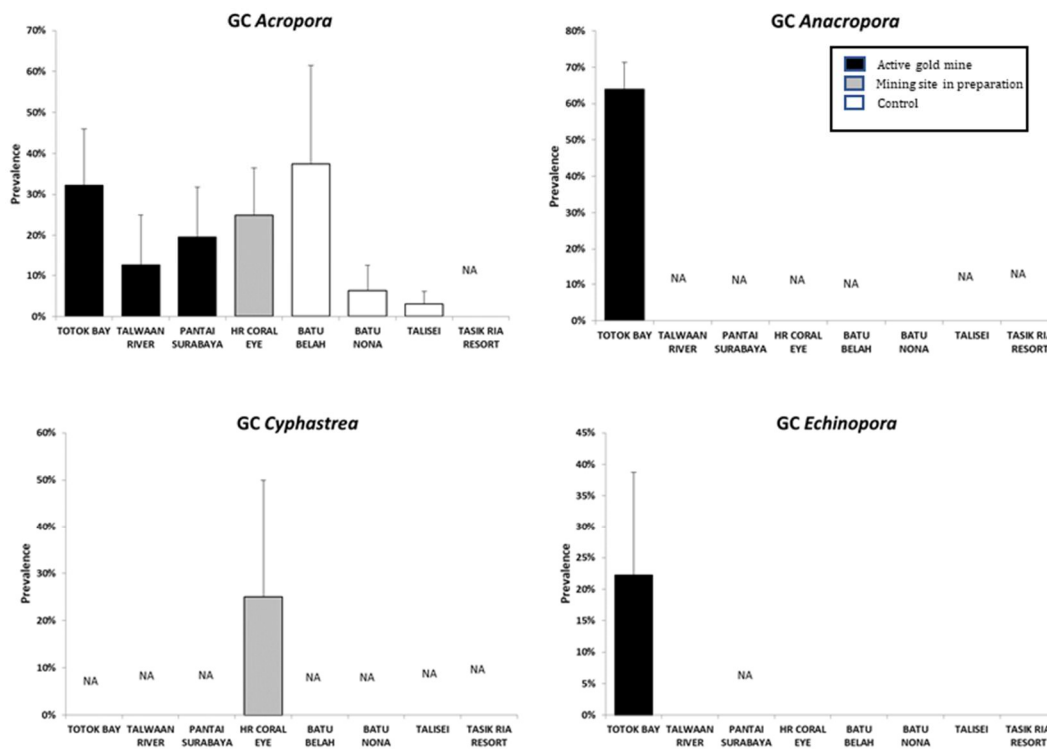 GC Acropora
70%
60%
50%
40%
30%
20%
10%
0%
Prevalence
NA
TOTOK BAY TALWAAN RIVER PANTAI SURABAYA HR CORAL EYE BATU BELAH BATU NONA TALISEI TASIK RIA RESORT
GC Anacropora
80%
70%
60%
50%
40%
30%
20%
10%
0%
Prevalence
Active gold mine
Mining site in preparation
Control
NA NA NA NA NA NA
TOTOK BAY TALWAAN RIVER PANTAI SURABAYA HR CORAL EYE BATU BELAH BATU NONA TALISEI TASIK RIA RESORT
GC Cyphastrea
60%
50%
40%
30%
20%
10%
0%
Prevalence
NA NA NA NA NA NA NA
TOTOK BAY TALWAAN RIVER PANTAI SURABAYA HR CORAL EYE BATU BELAH BATU NONA TALISEI TASIK RIA RESORT
GC Echinopora
45%
40%
35%
30%
25%
20%
15%
10%
5%
0%
Prevalence
NA
TOTOK BAY TALWAAN RIVER PANTAI SURABAYA HR CORAL EYE BATU BELAH BATU NONA TALISEI TASIK RIA RESORT